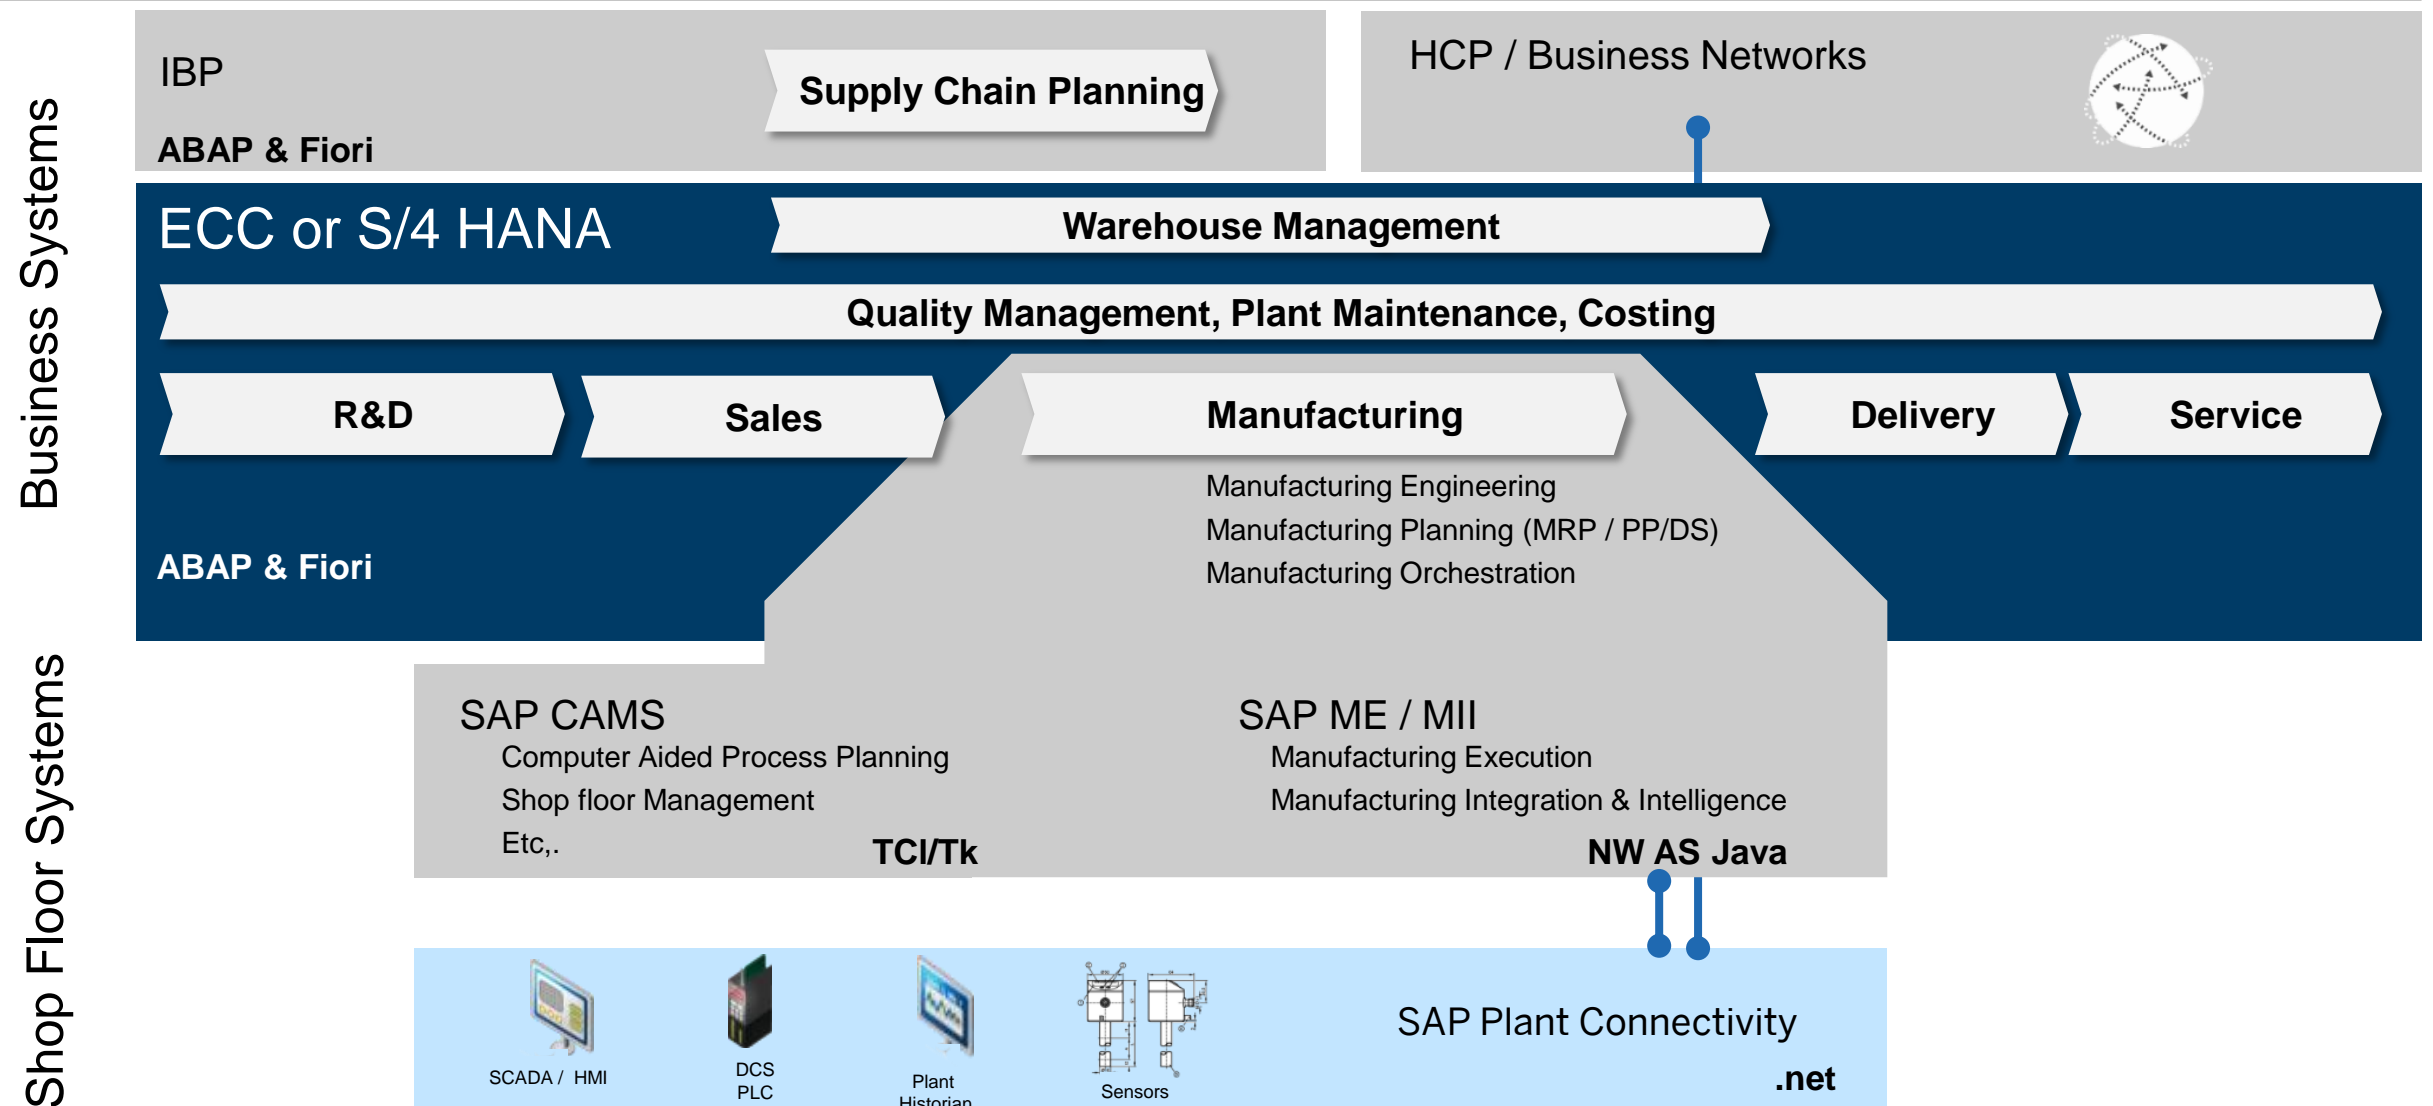 Business Systems
IBP
ABAP & Fiori
Supply Chain Planning
HCP / Business Networks
ECC or S/4 HANA
Warehouse Management
Quality Management, Plant Maintenance, Costing
R&D
Sales
Manufacturing
Delivery
Service
Manufacturing Engineering
Manufacturing Planning (MRP / PP/DS)
Manufacturing Orchestration
ABAP & Fiori
Shop Floor Systems
SAP CAMS
Computer Aided Process Planning
Shop floor Management
Etc,.
TCl/Tk
SAP ME / MII
Manufacturing Execution
Manufacturing Integration & Intelligence
NW AS Java
SCADA / HMI
DCS
PLC
Plant
Historian
Sensors
SAP Plant Connectivity
.net